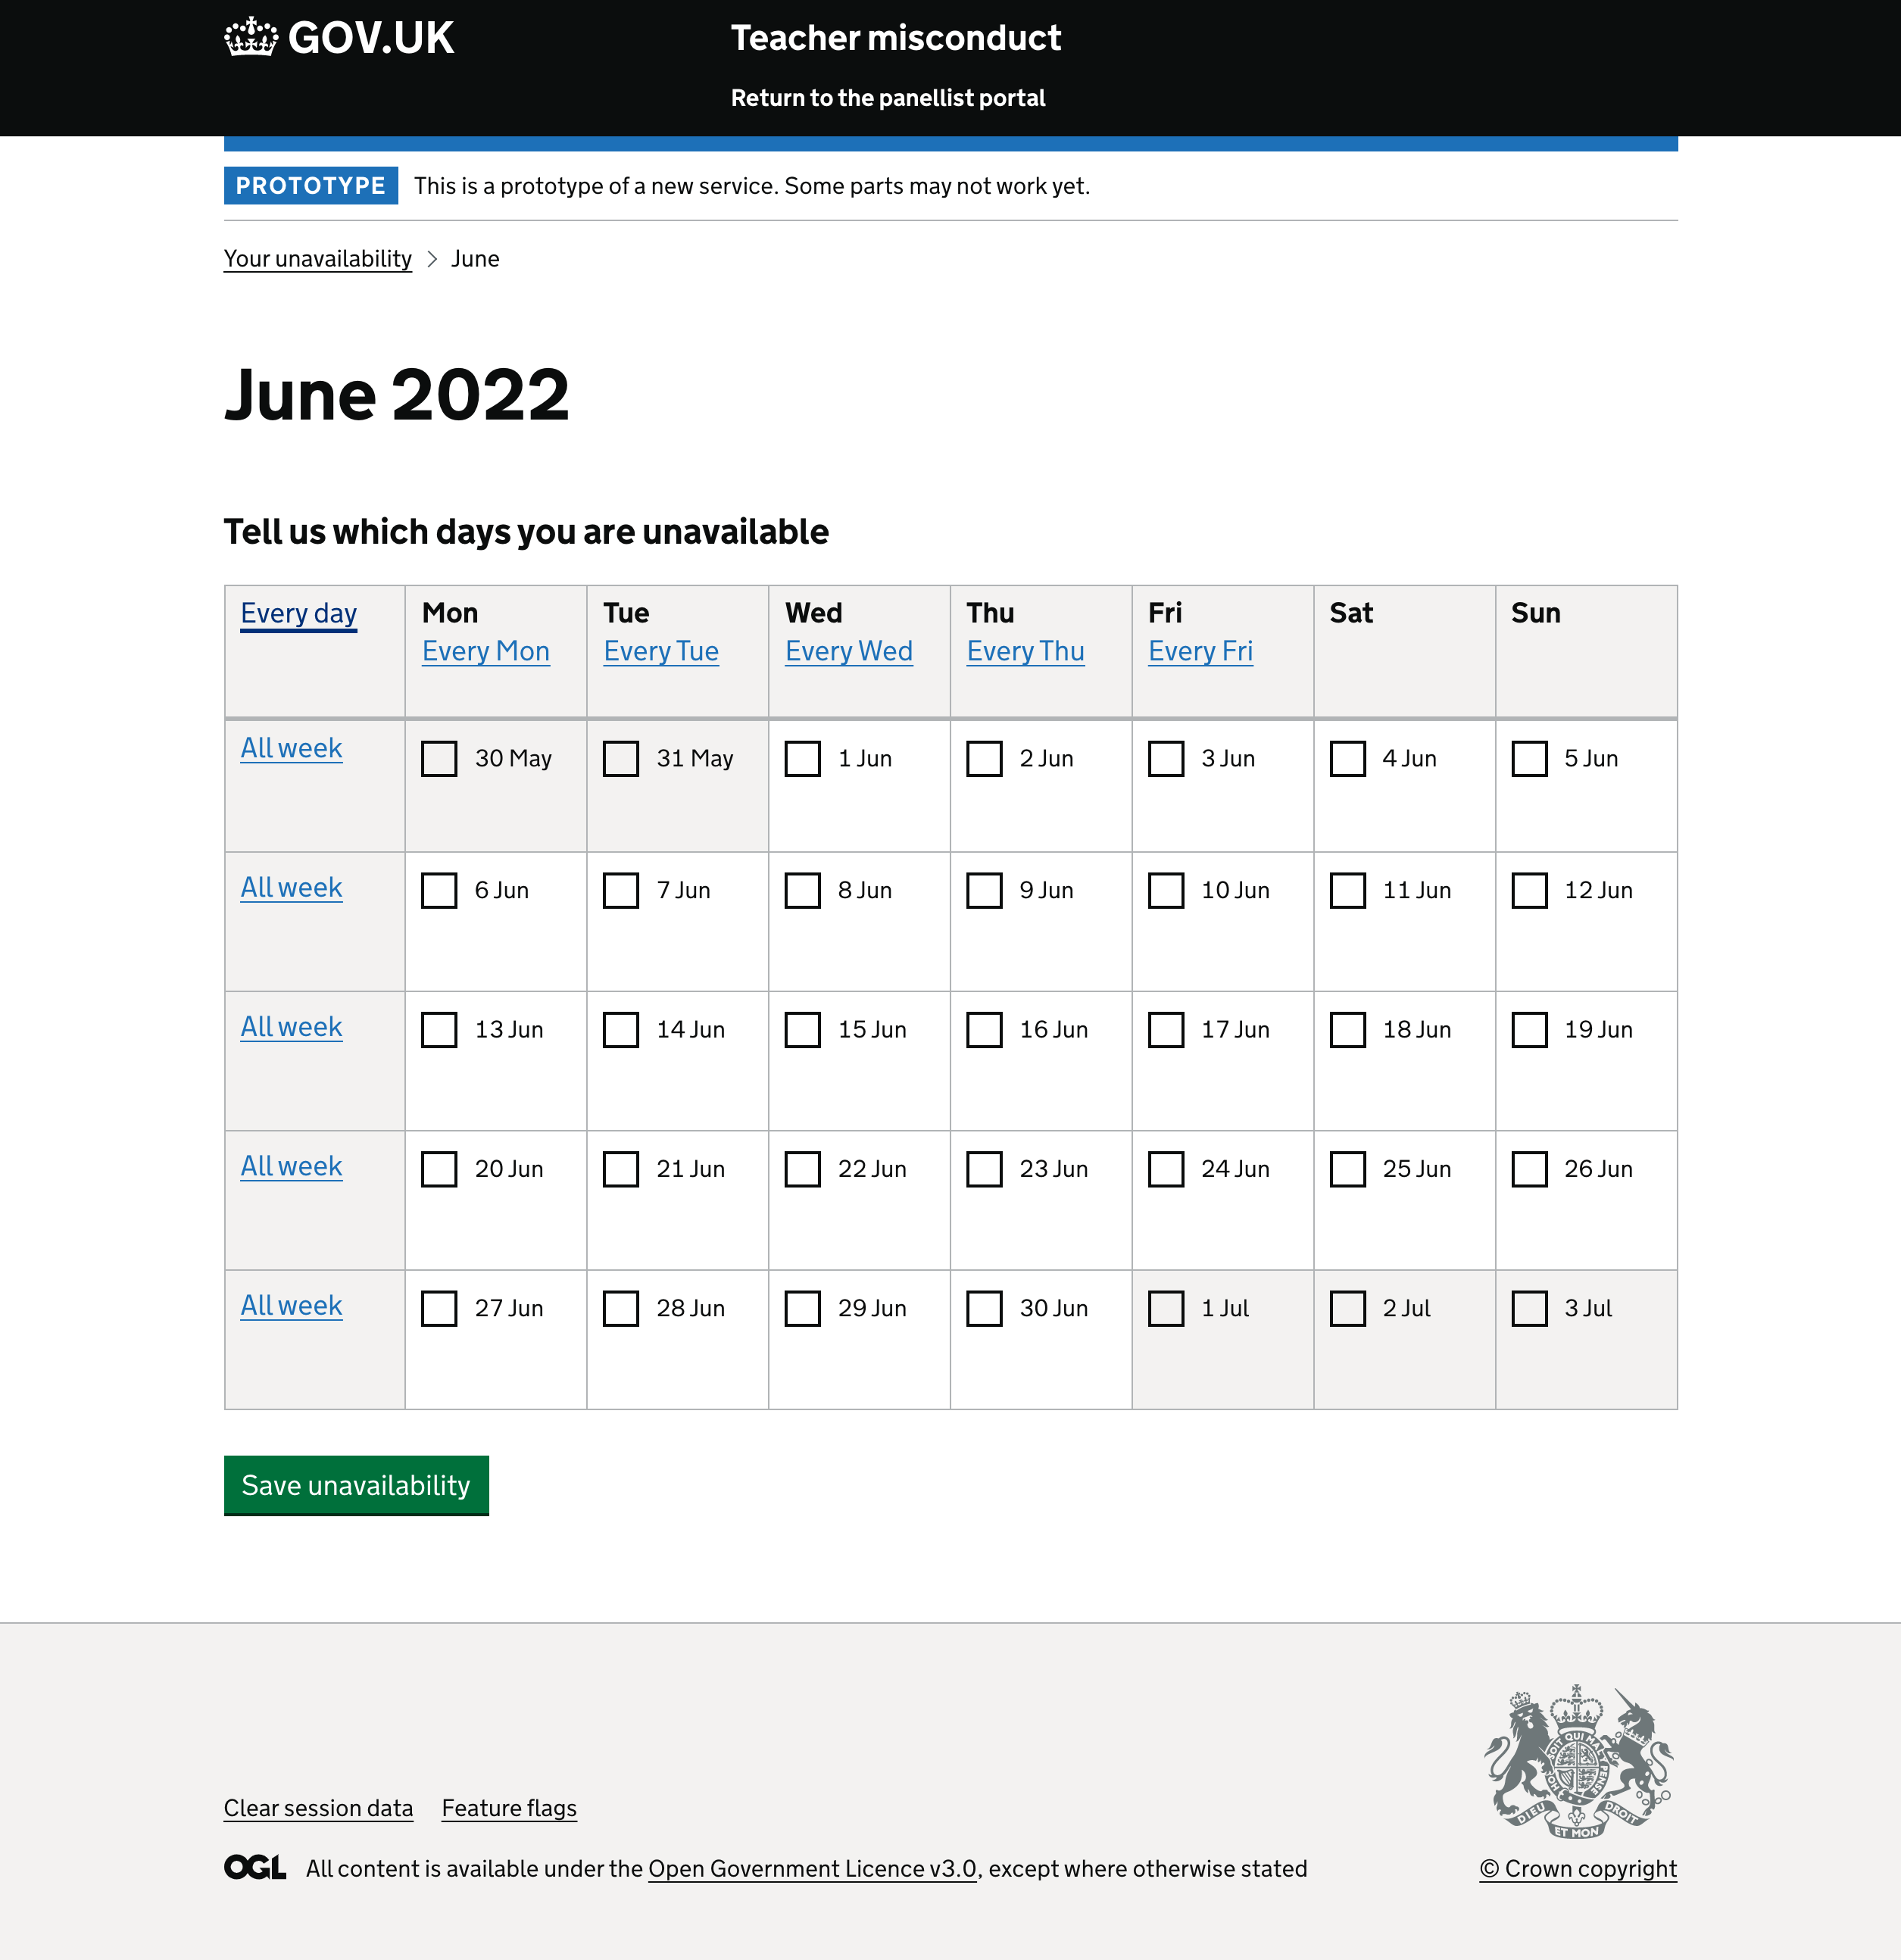 GOV.UK
Teacher misconduct
Return to the panellist portal
PROTOTYPE This is a prototype of a new service. Some parts may not work yet.
Your unavailability > June
June 2022
Tell us which days you are unavailable
Every day Mon Tue Wed Thu Fri Sat Sun
Every Mon Every Tue Every Wed Every Thu Every Fri
All week 30 May 31 May 1 Jun 2 Jun 3 Jun 4 Jun 5 Jun
All week 6 Jun 7 Jun 8 Jun 9 Jun 10 Jun 11 Jun 12 Jun
All week 13 Jun 14 Jun 15 Jun 16 Jun 17 Jun 18 Jun 19 Jun
All week 20 Jun 21 Jun 22 Jun 23 Jun 24 Jun 25 Jun 26 Jun
All week 27 Jun 28 Jun 29 Jun 30 Jun 1 Jul 2 Jul 3 Jul
Save unavailability
DIEU ET MON DROIT
Clear session data Feature flags
OGL All content is available under the Open Government Licence v3.0, except where otherwise stated
© Crown copyright